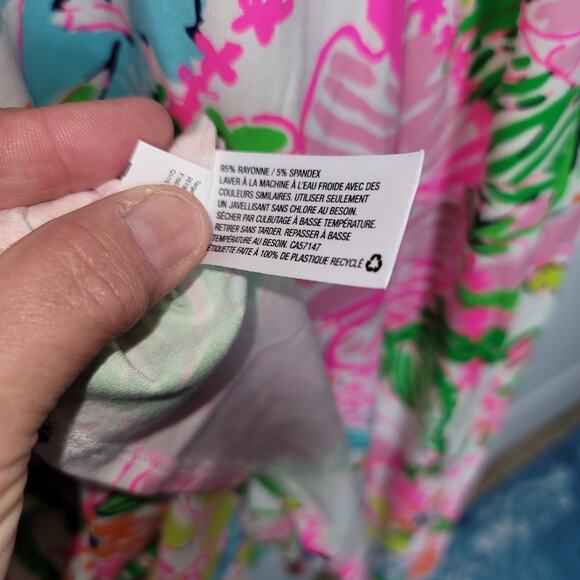 95% RAYONNE / 5% SPANDEX
LAVER À LA MACHINE À L'EAU FROIDE AVEC DES
COULEURS SIMILAIRES. UTILISER SEULEMENT
UN JAVELLISANT SANS CHLORE AU BESOIN.
SÉCHER PAR CULBUTAGE À BASSE TEMPÉRATURE.
RETIRER SANS TARDER. REPASSER À BASSE
TEMPÉRATURE AU BESOIN. CA57147
ÉTIQUETTE FAITE À 100% DE PLASTIQUE RECYCLÉ